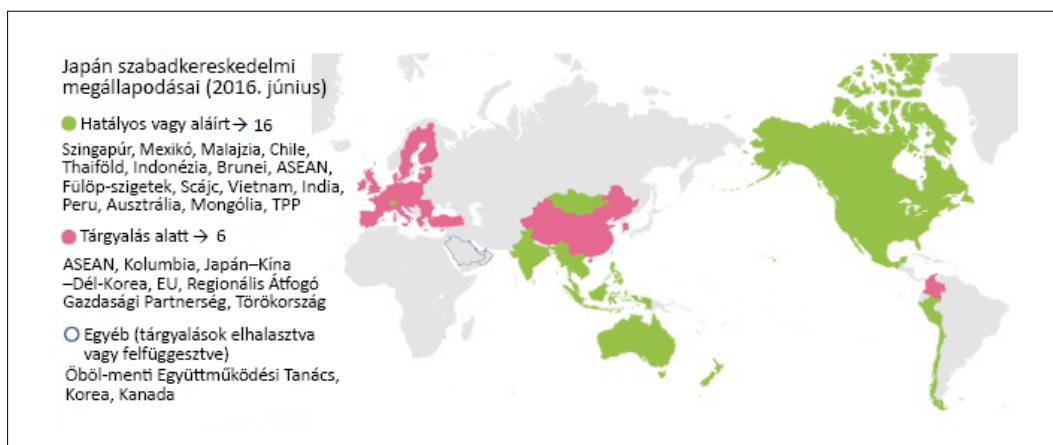 Japán szabadkereskedelmi
megállapodásai (2016. június)
Hatályos vagy aláírt → 16
Szingapúr, Mexikó, Malajzia, Chile,
Thaiföld, Indonézia, Brunei, ASEAN,
Fülöp-szigetek, Scájc, Vietnam, India,
Peru, Ausztrália, Mongólia, TPP
Tárgyalás alatt → 6
ASEAN, Kolumbia, Japán–Kína
–Dél-Korea, EU, Regionális Átfogó
Gazdasági Partnerség, Törökország
Egyéb (tárgyalások elhalasztva
vagy felfüggesztve)
Öböl-menti Együttműködési Tanács,
Korea, Kanada